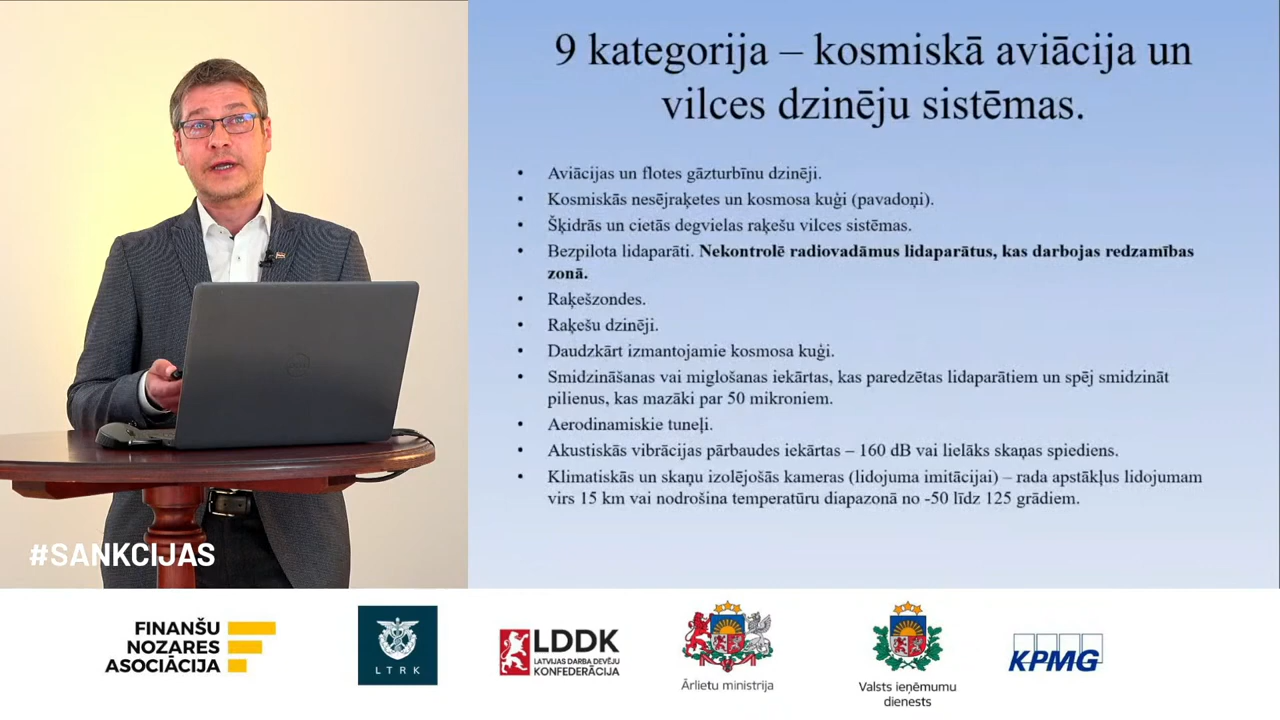 9 kategorija – kosmiskā aviācija un
vilces dzinēju sistēmas.
• Aviācijas un flotes gāzturbīnu dzinēji.
• Kosmiskās nesējraķetes un kosmosa kuģi (pavadoņi).
• Šķidrās un cietās degvielas raķešu vilces sistēmas.
• Bezpilota lidaparāti. Nekontrolē radiovadāmus lidaparātus, kas darbojas redzamības
zonā.
• Raķešzondes.
• Raķešu dzinēji.
• Daudzkārt izmantojamie kosmosa kuģi.
• Smidzināšanas vai miglošanas iekārtas, kas paredzētas lidaparātiem un spēj smidzināt
pilienus, kas mazāki par 50 mikroniem.
• Aerodinamiskie tuneļi.
• Akustiskās vibrācijas pārbaudes iekārtas – 160 dB vai lielāks skaņas spiediens.
• Klimatiskās un skaņu izolējošās kameras (lidojuma imitācijai) – rada apstākļus lidojumam
virs 15 km vai nodrošina temperatūru diapazonā no -50 līdz 125 grādiem.
#SANKCIJAS
FINANŠU
NOZARES
ASOCIĀCIJA
LTRK
LDDK
LATVIJAS DARBA DEVĒJU
KONFEDERĀCIJA
Ārlietu ministrija
Valsts ieņēmumu
dienests
KPMG